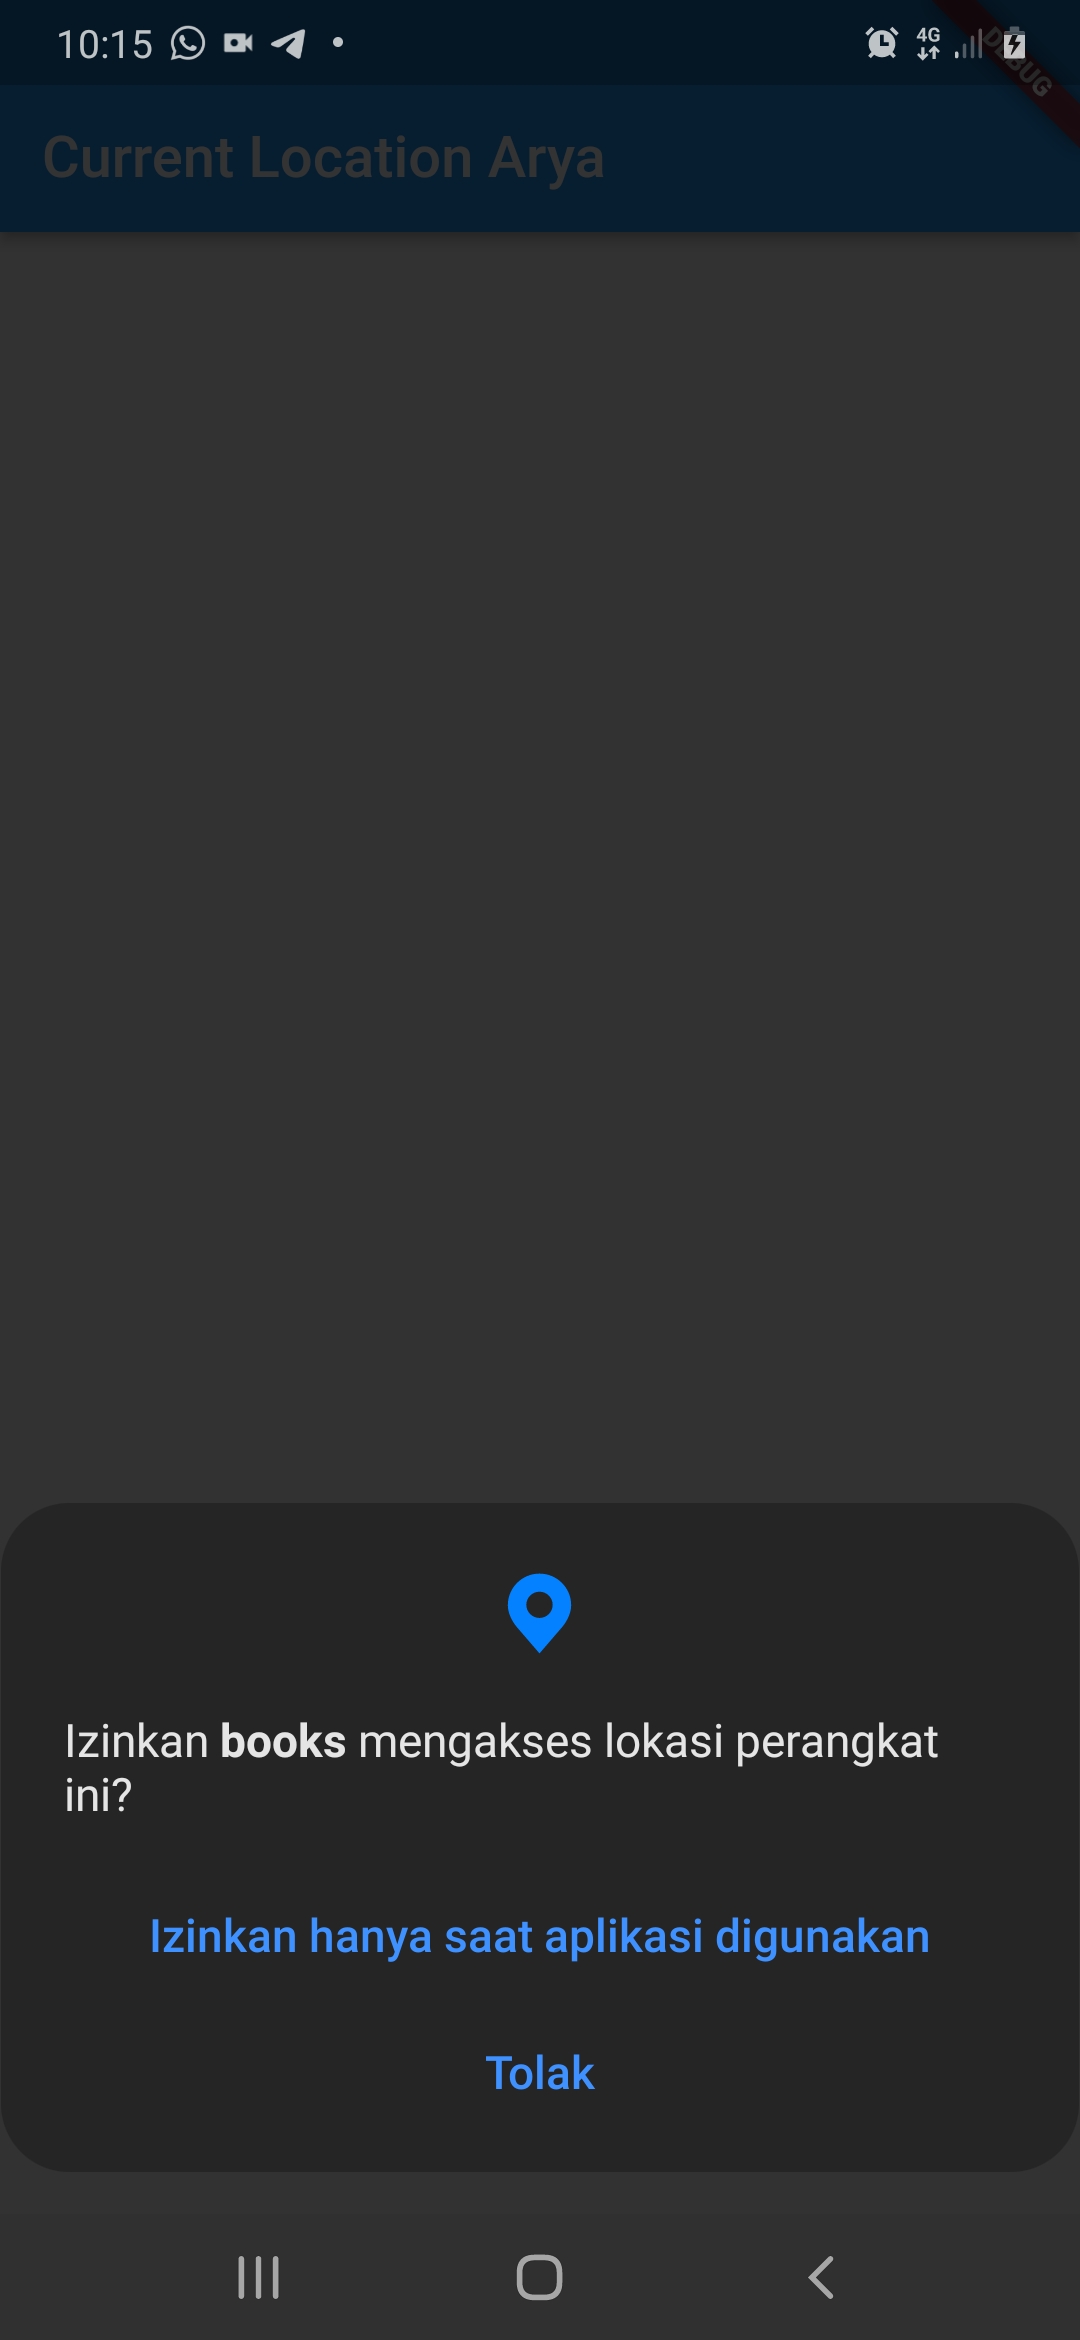 10:15
4G
DEBUG
Current Location Arya
Izinkan books mengakses lokasi perangkat
ini?
Izinkan hanya saat aplikasi digunakan
Tolak